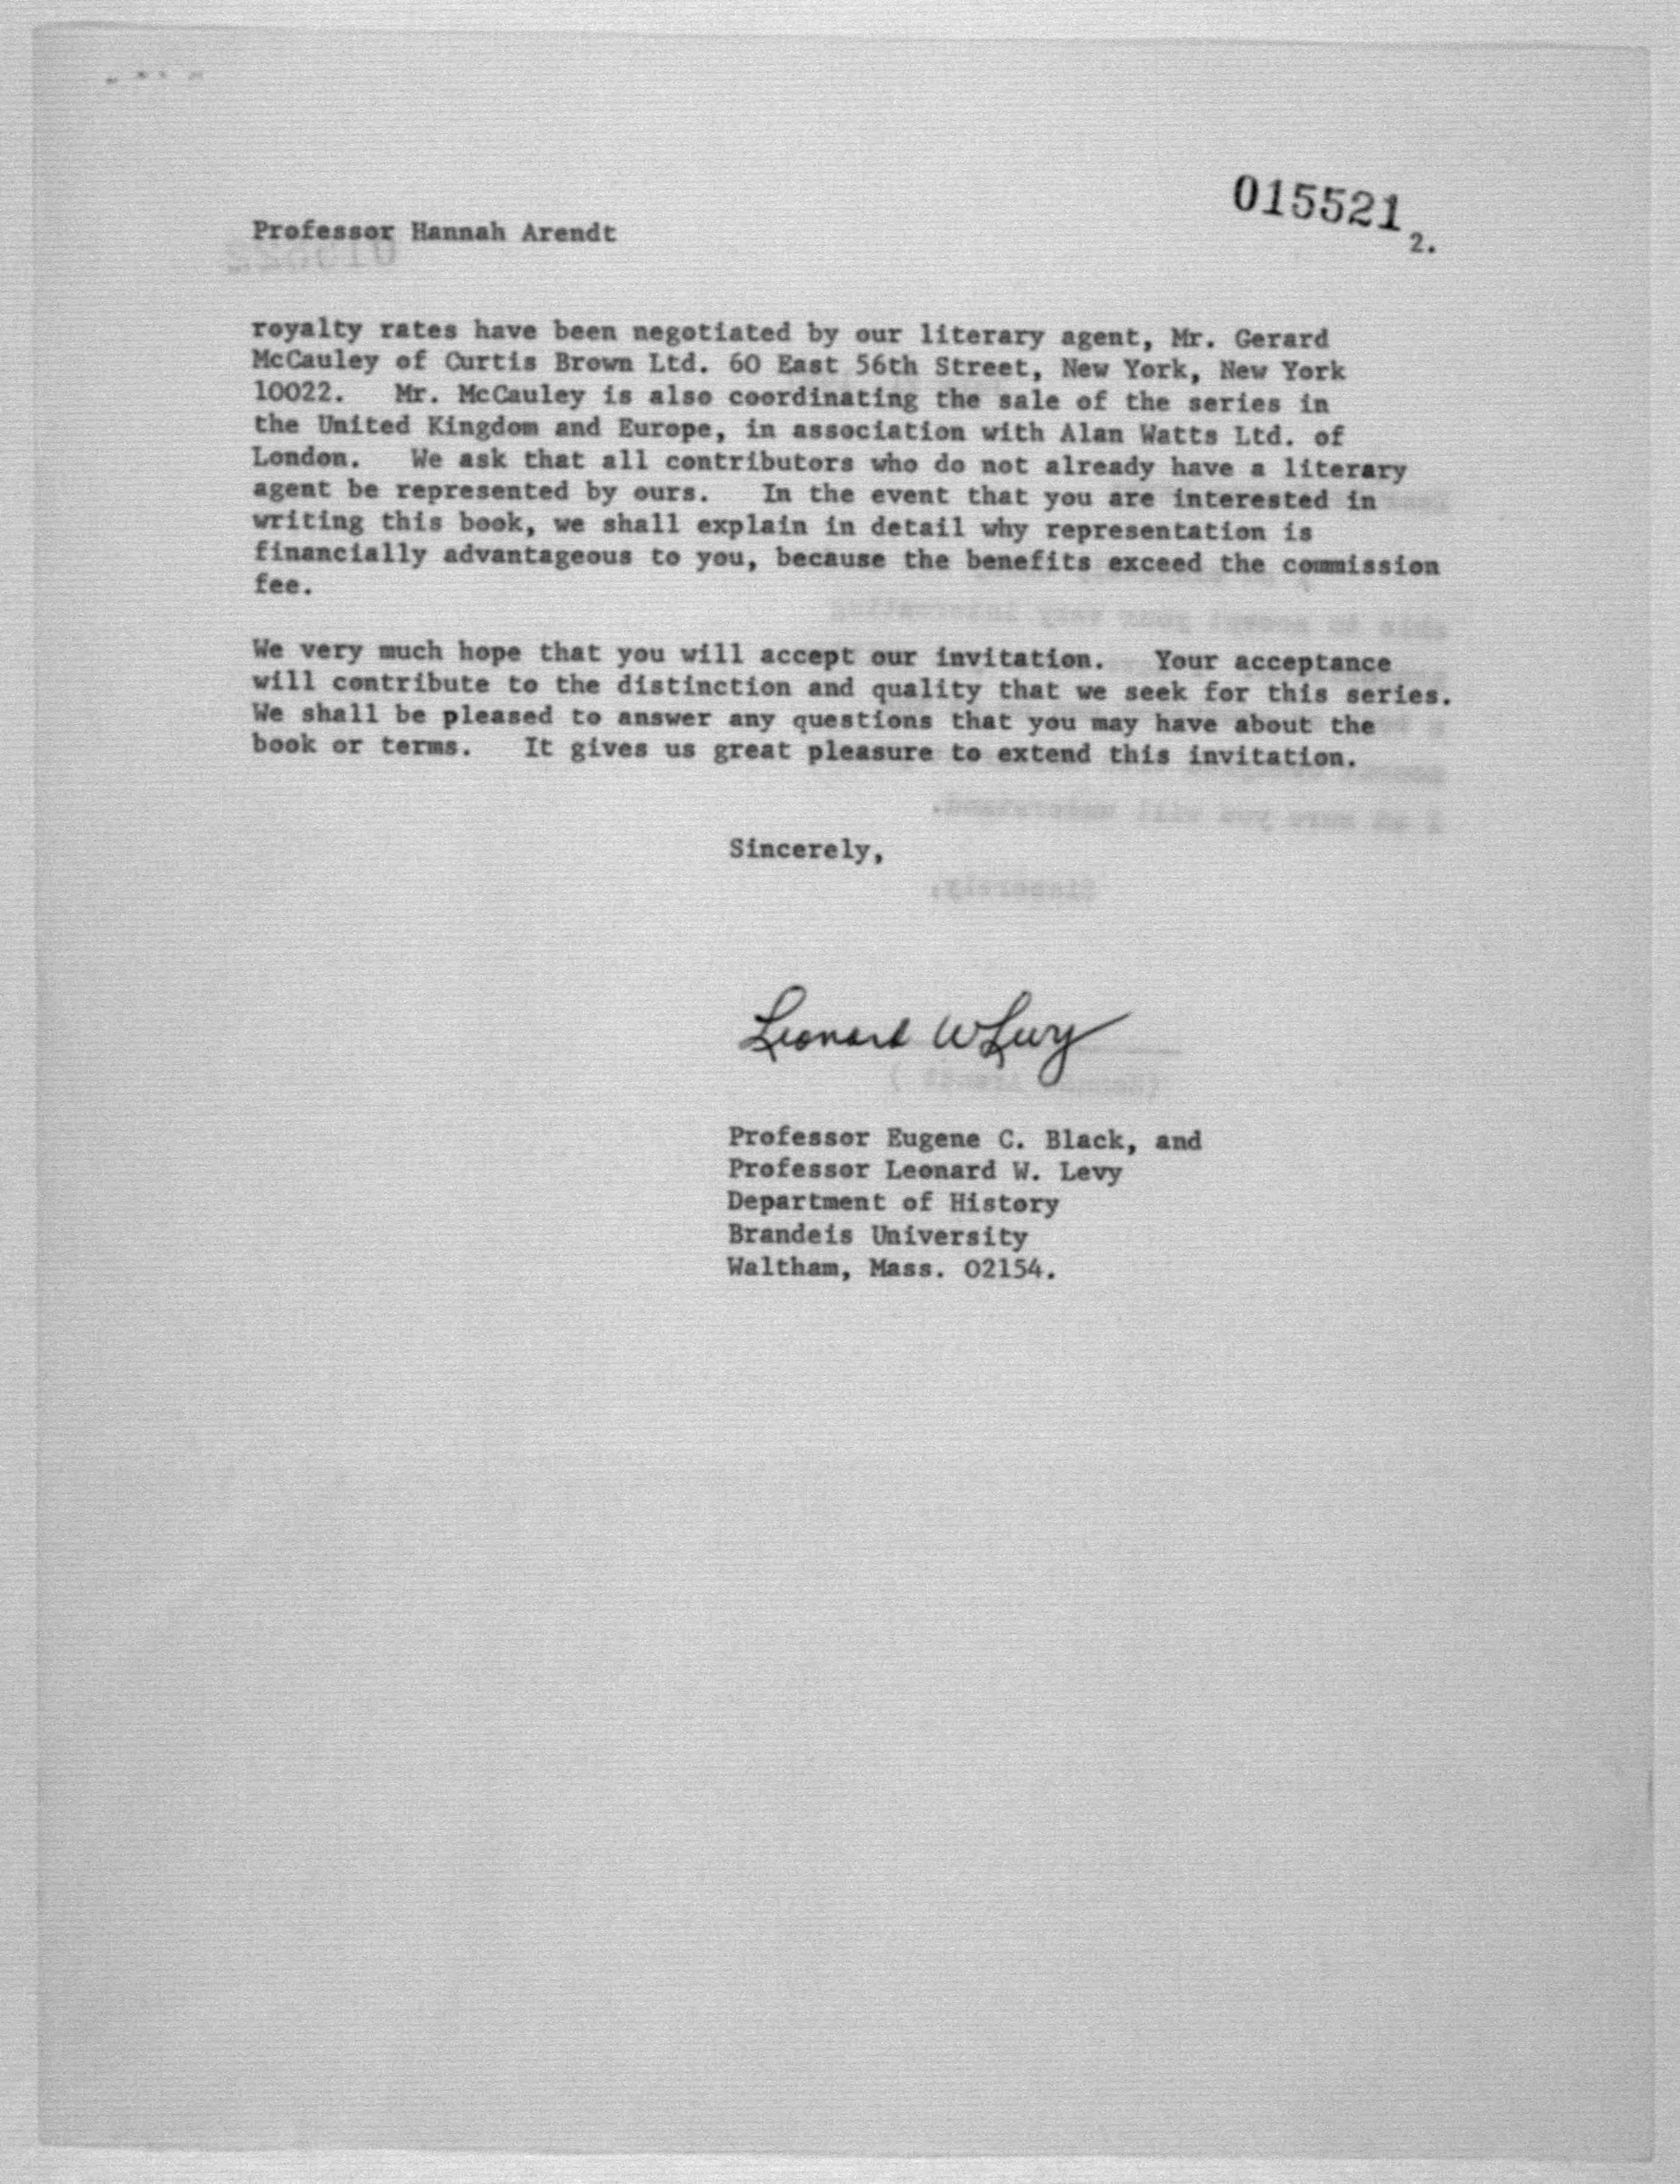 015521
Professor Hannah Arendt
2.
royalty rates have been negotiated by our literary agent, Mr. Gerard
McCauley of Curtis Brown Ltd. 60 East 56th Street, New York, New York
10022. Mr. McCauley is also coordinating the sale of the series in
the United Kingdom and Europe, in association with Alan Watts Ltd. of
London. We ask that all contributors who do not already have a literary
agent be represented by ours. In the event that you are interested in
writing this book, we shall explain in detail why representation is
financially advantageous to you, because the benefits exceed the commission
fee.
We very much hope that you will accept our invitation. Your acceptance
will contribute to the distinction and quality that we seek for this series.
We shall be pleased to answer any questions that you may have about the
book or terms. It gives us great pleasure to extend this invitation.
Sincerely,
Leonard W Levy
Professor Eugene C. Black, and
Professor Leonard W. Levy
Department of History
Brandeis University
Waltham, Mass. 02154.